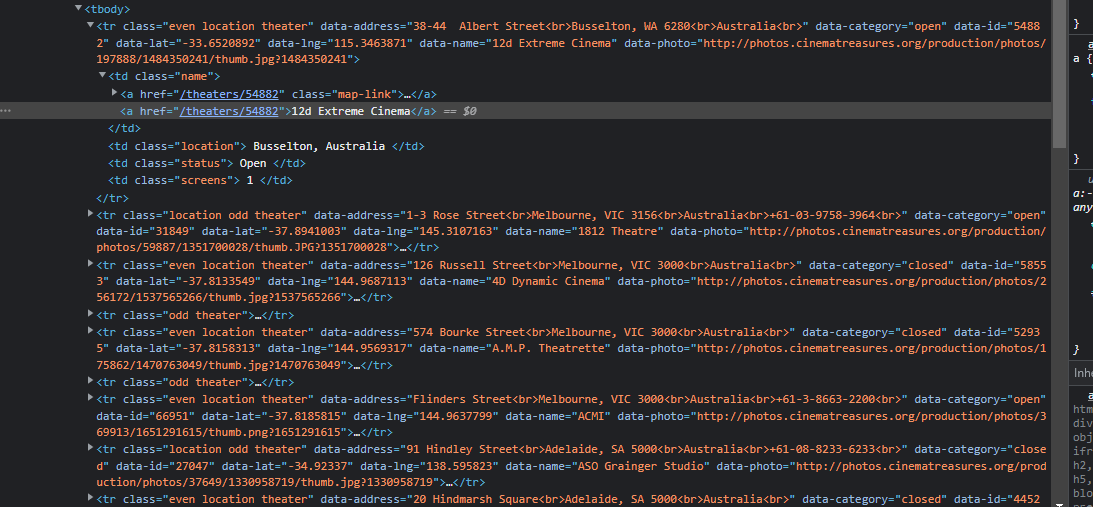 ▼<tbody>
▼<tr class="even location theater" data-address="38-44  Albert Street<br>Busselton, WA 6280<br>Australia<br>" data-category="open" data-id="5488
2" data-lat="-33.6520892" data-lng="115.3463871" data-name="12d Extreme Cinema" data-photo="http://photos.cinematreasures.org/production/photos/
197888/1484350241/thumb.jpg?1484350241">
▼<td class="name">
▶<a href="/theaters/54882" class="map-link">…</a>
<a href="/theaters/54882">12d Extreme Cinema</a> == $0
</td>
<td class="location"> Busselton, Australia </td>
<td class="status"> Open </td>
<td class="screens"> 1 </td>
</tr>
▶<tr class="location odd theater" data-address="1-3 Rose Street<br>Melbourne, VIC 3156<br>Australia<br>+61-03-9758-3964<br>" data-category="open"
data-id="31849" data-lat="-37.8941003" data-lng="145.3107163" data-name="1812 Theatre" data-photo="http://photos.cinematreasures.org/production/
photos/59887/1351700028/thumb.JPG?1351700028">…</tr>
▶<tr class="even location theater" data-address="126 Russell Street<br>Melbourne, VIC 3000<br>Australia<br>" data-category="closed" data-id="5855
3" data-lat="-37.8133549" data-lng="144.9687113" data-name="4D Dynamic Cinema" data-photo="http://photos.cinematreasures.org/production/photos/2
56172/1537565266/thumb.jpg?1537565266">…</tr>
▶<tr class="odd theater">…</tr>
▶<tr class="even location theater" data-address="574 Bourke Street<br>Melbourne, VIC 3000<br>Australia<br>" data-category="closed" data-id="5293
5" data-lat="-37.8158313" data-lng="144.9569317" data-name="A.M.P. Theatrette" data-photo="http://photos.cinematreasures.org/production/photos/1
75862/1470763049/thumb.jpg?1470763049">…</tr>
▶<tr class="odd theater">…</tr>
▶<tr class="even location theater" data-address="Flinders Street<br>Melbourne, VIC 3000<br>Australia<br>+61-3-8663-2200<br>" data-category="open"
data-id="66951" data-lat="-37.8185815" data-lng="144.9637799" data-name="ACMI" data-photo="http://photos.cinematreasures.org/production/photos/3
69913/1651291615/thumb.png?1651291615">…</tr>
▶<tr class="location odd theater" data-address="91 Hindley Street<br>Adelaide, SA 5000<br>Australia<br>+61-08-8233-6233<br>" data-category="close
d" data-id="27047" data-lat="-34.92337" data-lng="138.595823" data-name="ASO Grainger Studio" data-photo="http://photos.cinematreasures.org/prod
uction/photos/37649/1330958719/thumb.jpg?1330958719">…</tr>
▶<tr class="even location theater" data-address="20 Hindmarsh Square<br>Adelaide, SA 5000<br>Australia<br>" data-category="closed" data-id="4452
}
a {
}
a:-
any
}
Inhe
htm
div
obj
ifr
h2,
h5,
blo